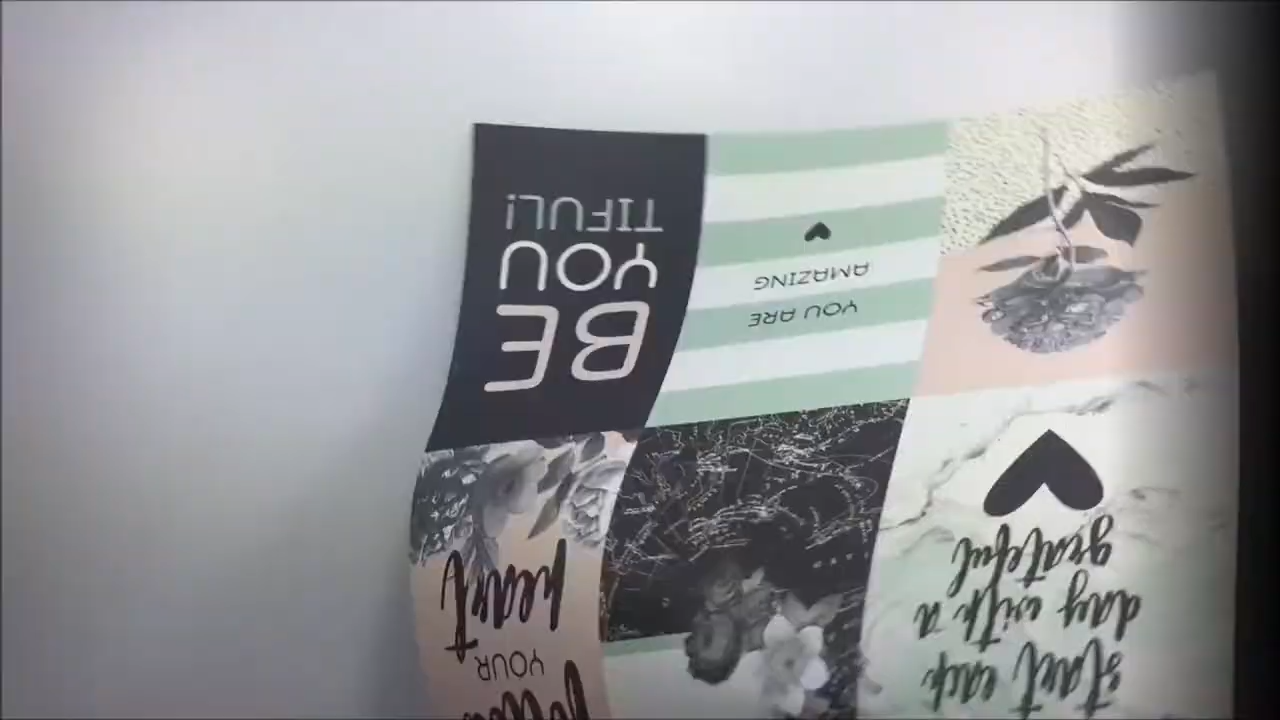 BE
YOU
TIFUL!
YOU ARE
AMAZING
YOUR
heart
start each
day with a
grateful